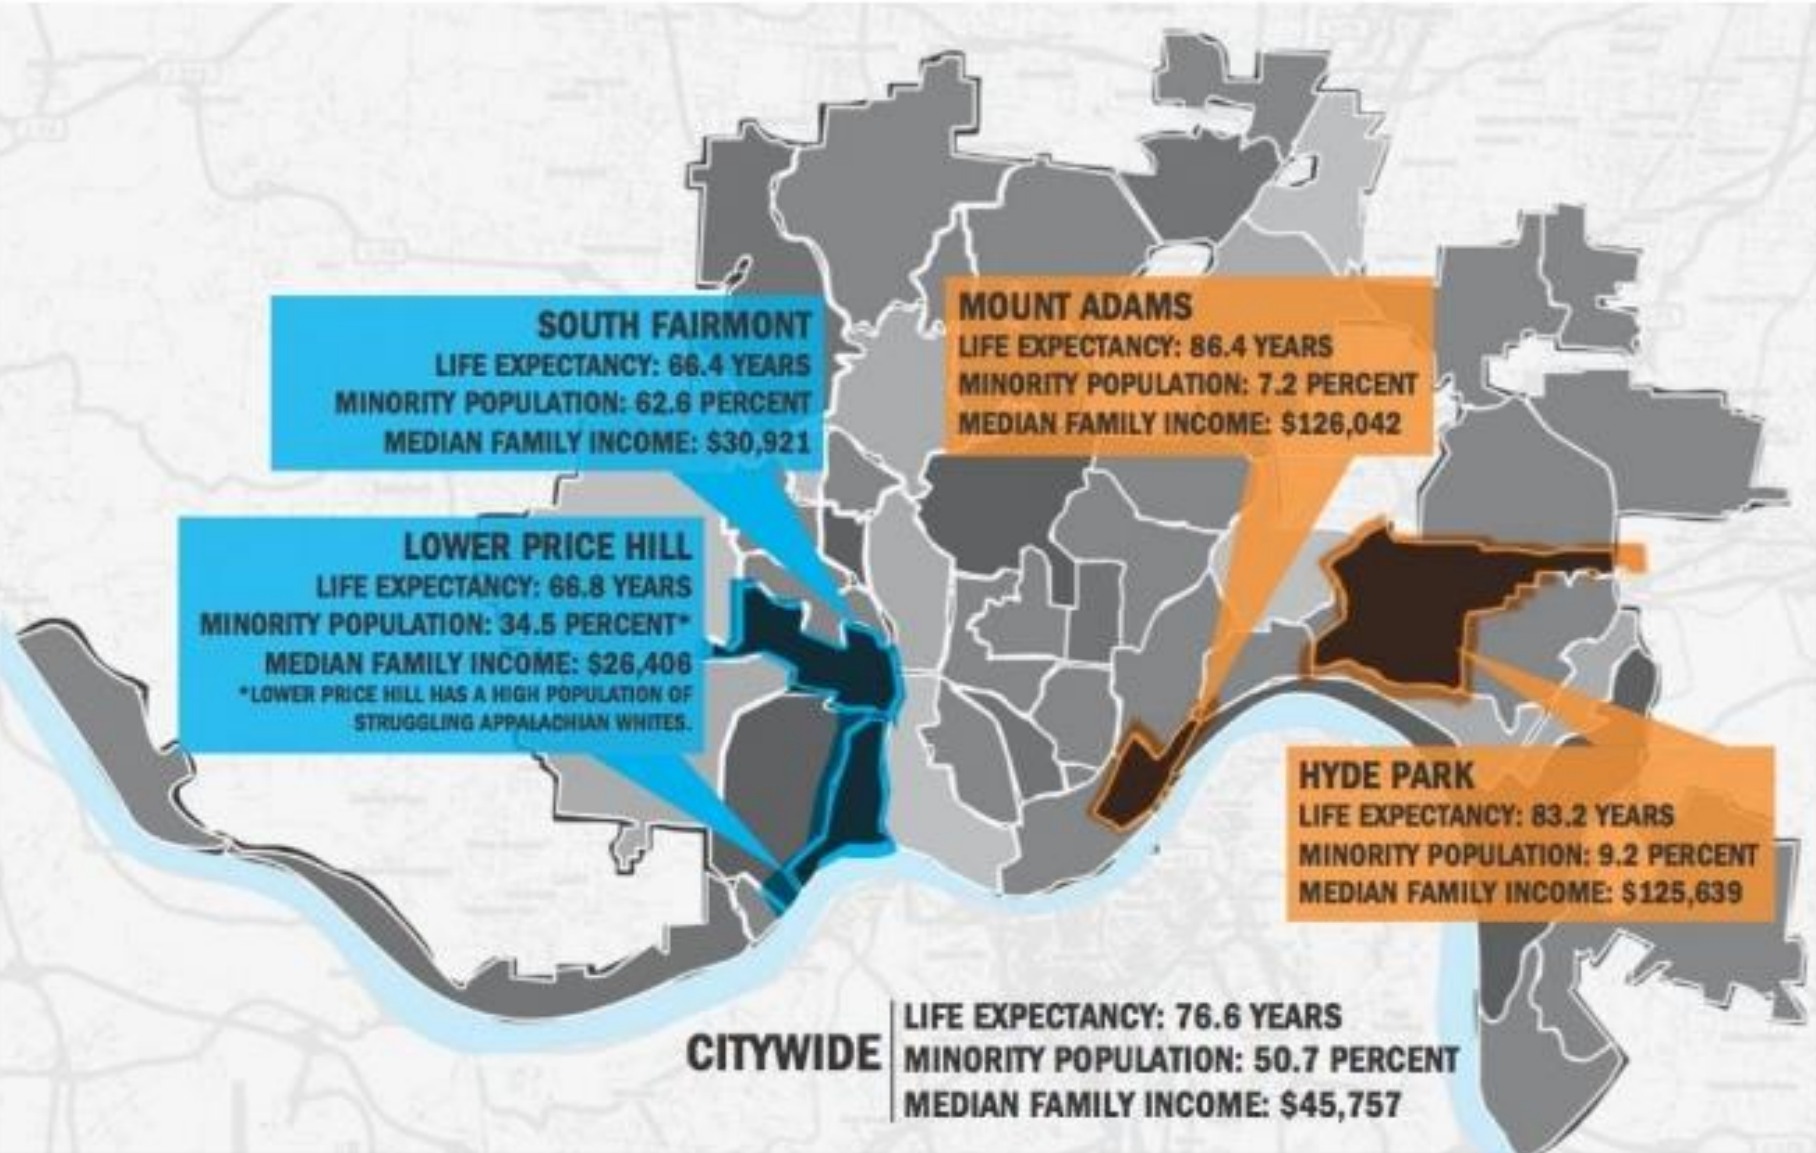 SOUTH FAIRMONT
LIFE EXPECTANCY: 66.4 YEARS
MINORITY POPULATION: 62.6 PERCENT
MEDIAN FAMILY INCOME: $30,921
MOUNT ADAMS
LIFE EXPECTANCY: 86.4 YEARS
MINORITY POPULATION: 7.2 PERCENT
MEDIAN FAMILY INCOME: $126,042
LOWER PRICE HILL
LIFE EXPECTANCY: 66.8 YEARS
MINORITY POPULATION: 34.5 PERCENT*
MEDIAN FAMILY INCOME: $26,406
*LOWER PRICE HILL HAS A HIGH POPULATION OF
STRUGGLING APPALACHIAN WHITES.
HYDE PARK
LIFE EXPECTANCY: 83.2 YEARS
MINORITY POPULATION: 9.2 PERCENT
MEDIAN FAMILY INCOME: $125,639
CITYWIDE
LIFE EXPECTANCY: 76.6 YEARS
MINORITY POPULATION: 50.7 PERCENT
MEDIAN FAMILY INCOME: $45,757